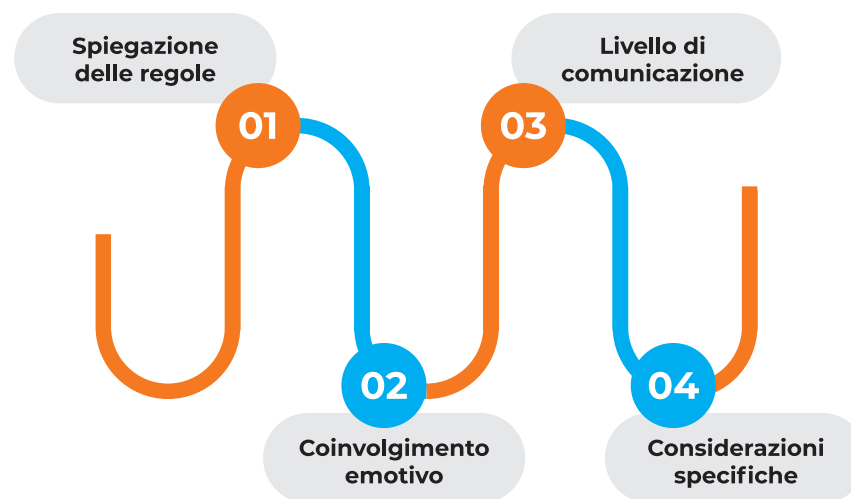 Spiegazione
delle regole
01
Livello di
comunicazione
03
02
Coinvolgimento
emotivo
04
Considerazioni
specifiche